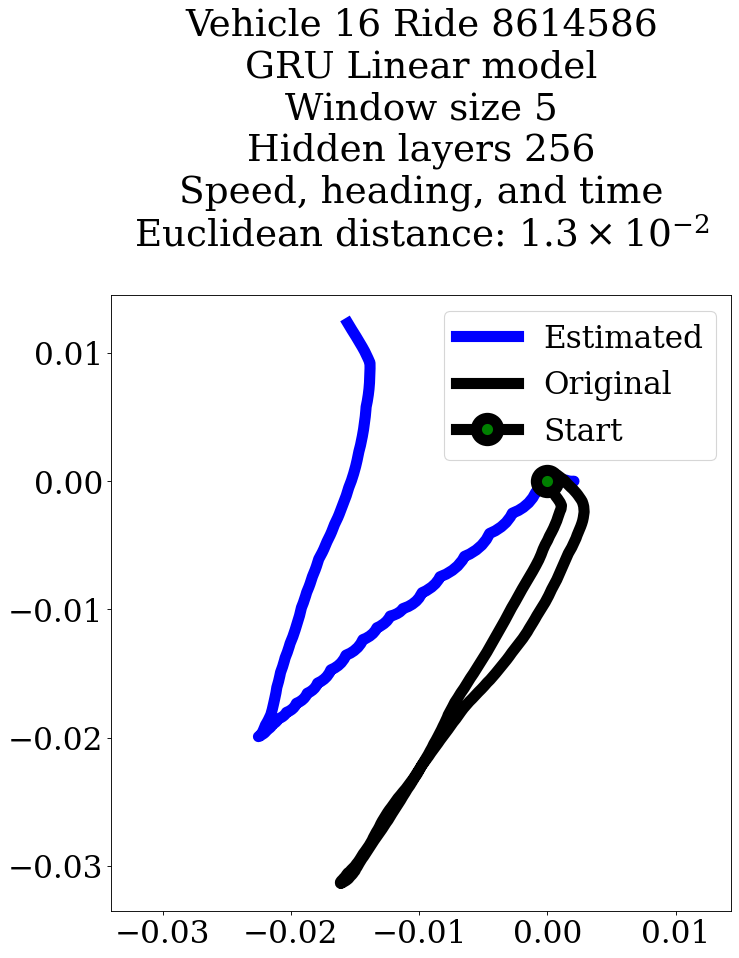 Vehicle 16 Ride 8614586
GRU Linear model
Window size 5
Hidden layers 256
Speed, heading, and time
Euclidean distance: 1.3 × 10⁻²
Estimated
Original
Start
0.01
0.00
−0.01
−0.02
−0.03
−0.03 −0.02 −0.01 0.00 0.01